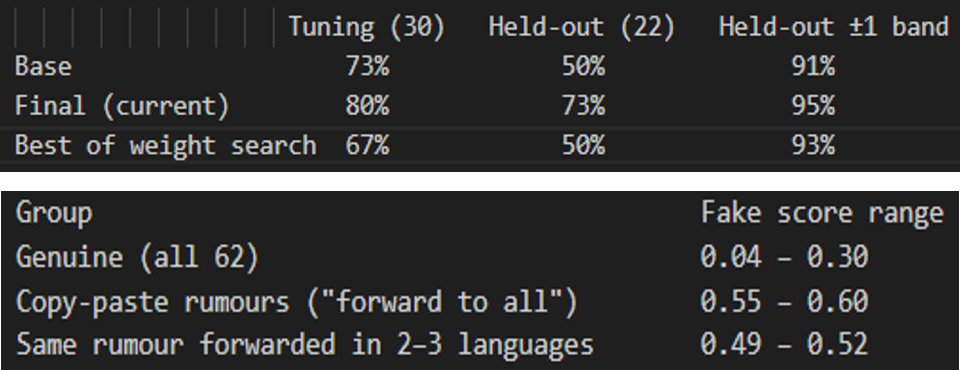 Tuning (30) Held-out (22) Held-out ±1 band
Base 73% 50% 91%
Final (current) 80% 73% 95%
Best of weight search 67% 50% 93%
Group Fake score range
Genuine (all 62) 0.04 – 0.30
Copy-paste rumours ("forward to all") 0.55 – 0.60
Same rumour forwarded in 2–3 languages 0.49 – 0.52